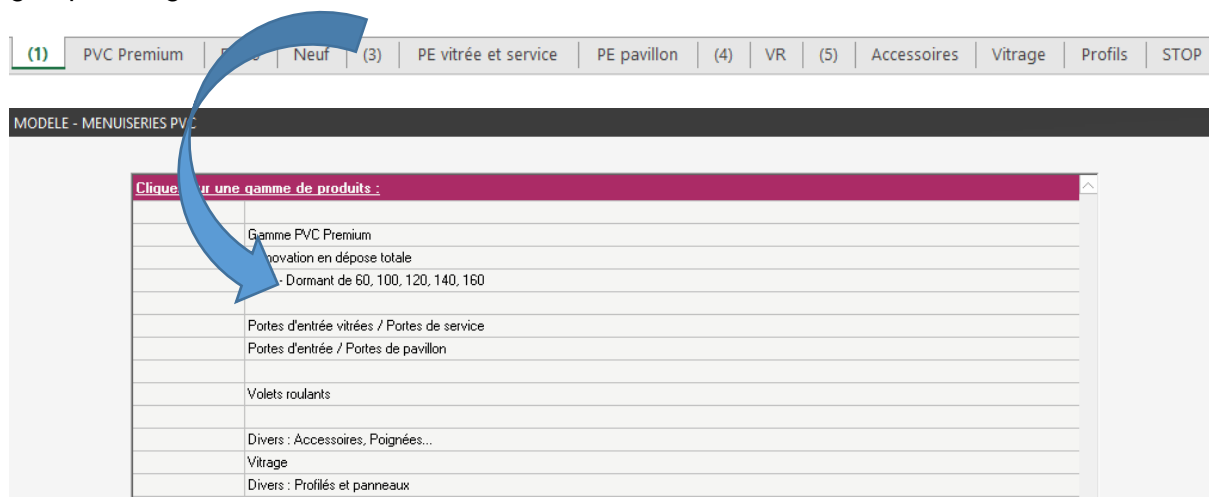 (1) PVC Premium Neuf (3) PE vitrée et service PE pavillon (4) VR (5) Accessoires Vitrage Profils STOP
MODELE - MENUISERIES PVC
Clique sur une gamme de produits :
Gamme PVC Premium
Rénovation en dépose totale
- Dormant de 60, 100, 120, 140, 160
Portes d'entrée vitrées / Portes de service
Portes d'entrée / Portes de pavillon
Volets roulants
Divers : Accessoires, Poignées...
Vitrage
Divers : Profilés et panneaux